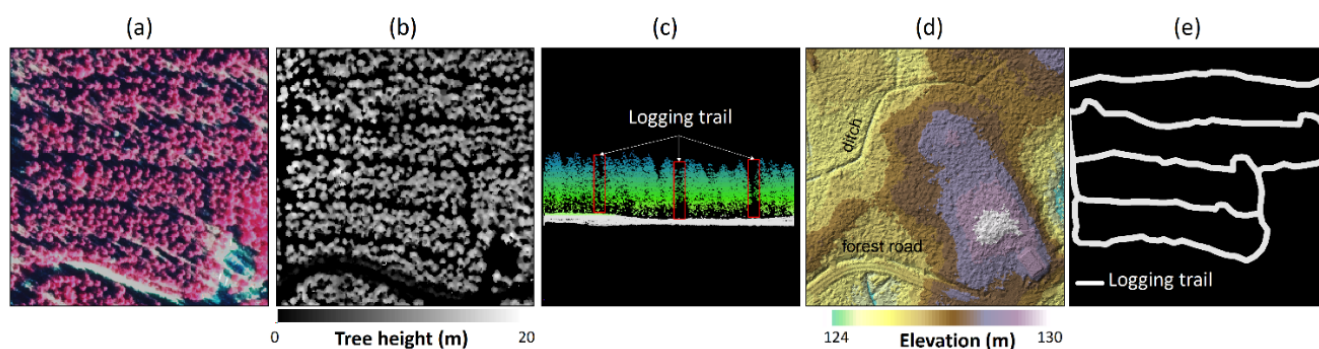 (a)
(b)
(c)
(d)
(e)
Logging trail
ditch
forest road
Logging trail
0
Tree height (m)
20
124
Elevation (m)
130